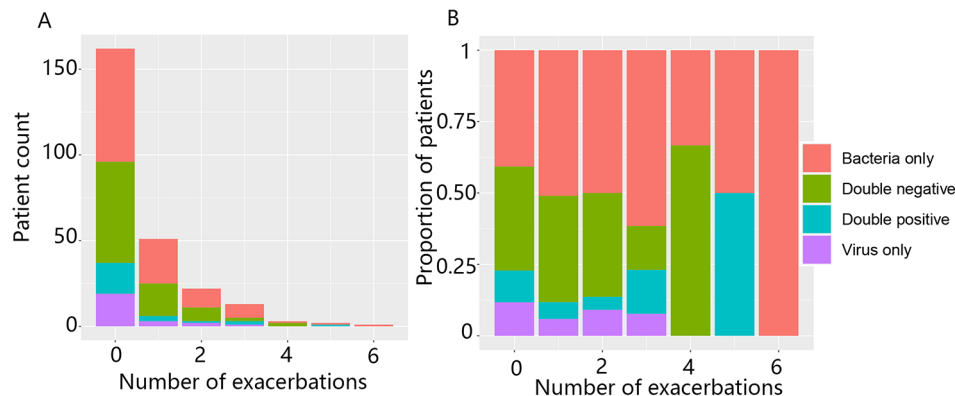 A
B
Patient count
150
100
50
0
0
2
4
6
Number of exacerbations
Proportion of patients
1
0.75
0.50
0.25
0
0
2
4
6
Number of exacerbations
Bacteria only
Double negative
Double positive
Virus only